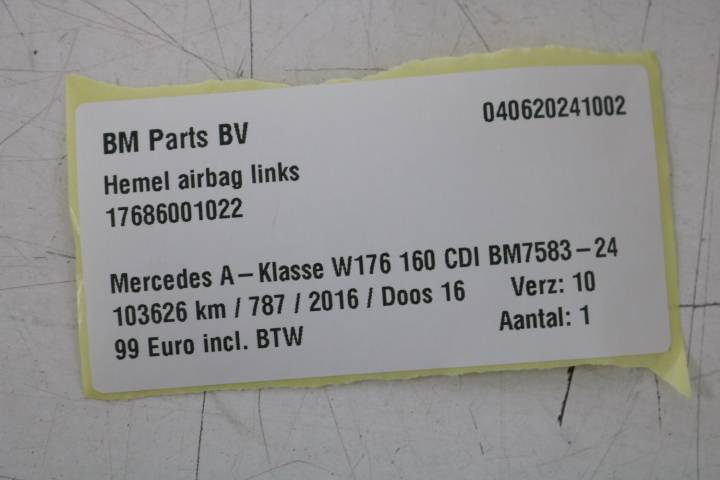 BM Parts BV 040620241002
Hemel airbag links
17686001022
Mercedes A-Klasse W176 160 CDI BM7583-24
103626 km / 787 / 2016 / Doos 16 Verz: 10
99 Euro incl. BTW Aantal: 1